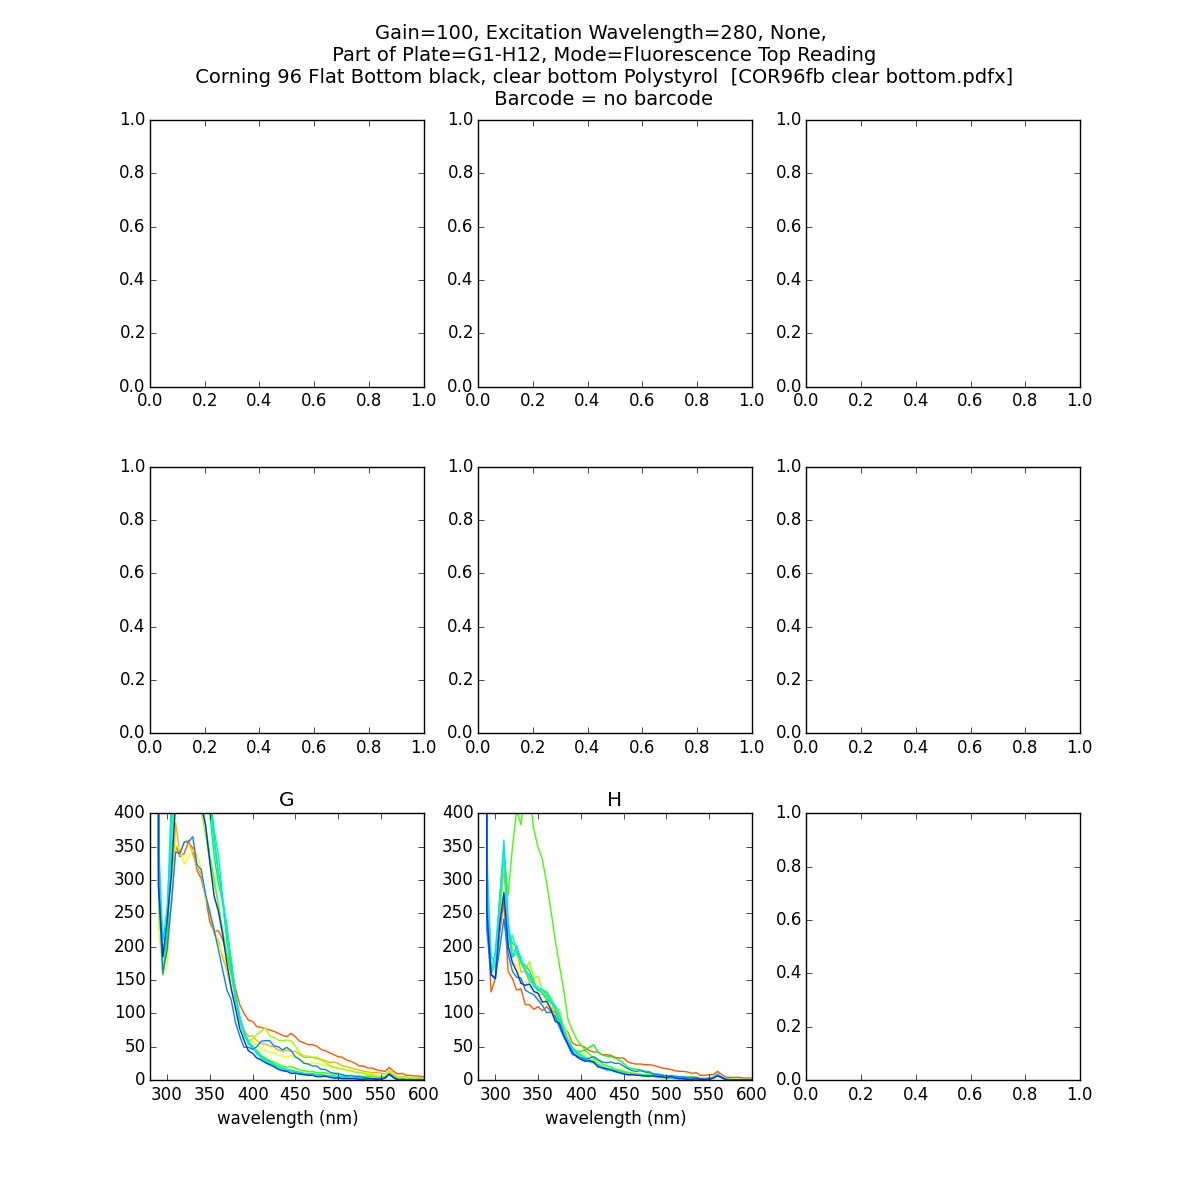 Gain=100, Excitation Wavelength=280, None,
Part of Plate=G1-H12, Mode=Fluorescence Top Reading
Corning 96 Flat Bottom black, clear bottom Polystyrol  [COR96fb clear bottom.pdfx]
Barcode = no barcode
1.0 1.0 1.0
0.8 0.8 0.8
0.6 0.6 0.6
0.4 0.4 0.4
0.2 0.2 0.2
0.0 0.0 0.0
0.0 0.2 0.4 0.6 0.8 1.0 0.0 0.2 0.4 0.6 0.8 1.0 0.0 0.2 0.4 0.6 0.8 1.0
1.0 1.0 1.0
0.8 0.8 0.8
0.6 0.6 0.6
0.4 0.4 0.4
0.2 0.2 0.2
0.0 0.0 0.0
0.0 0.2 0.4 0.6 0.8 1.0 0.0 0.2 0.4 0.6 0.8 1.0 0.0 0.2 0.4 0.6 0.8 1.0
G H
400 400 1.0
350 350
0.8
300 300
250 250
0.6
200 200
0.4
150 150
100 100
0.2
50 50
0 0 0.0
300 350 400 450 500 550 600 300 350 400 450 500 550 600 0.0 0.2 0.4 0.6 0.8 1.0
wavelength (nm) wavelength (nm)